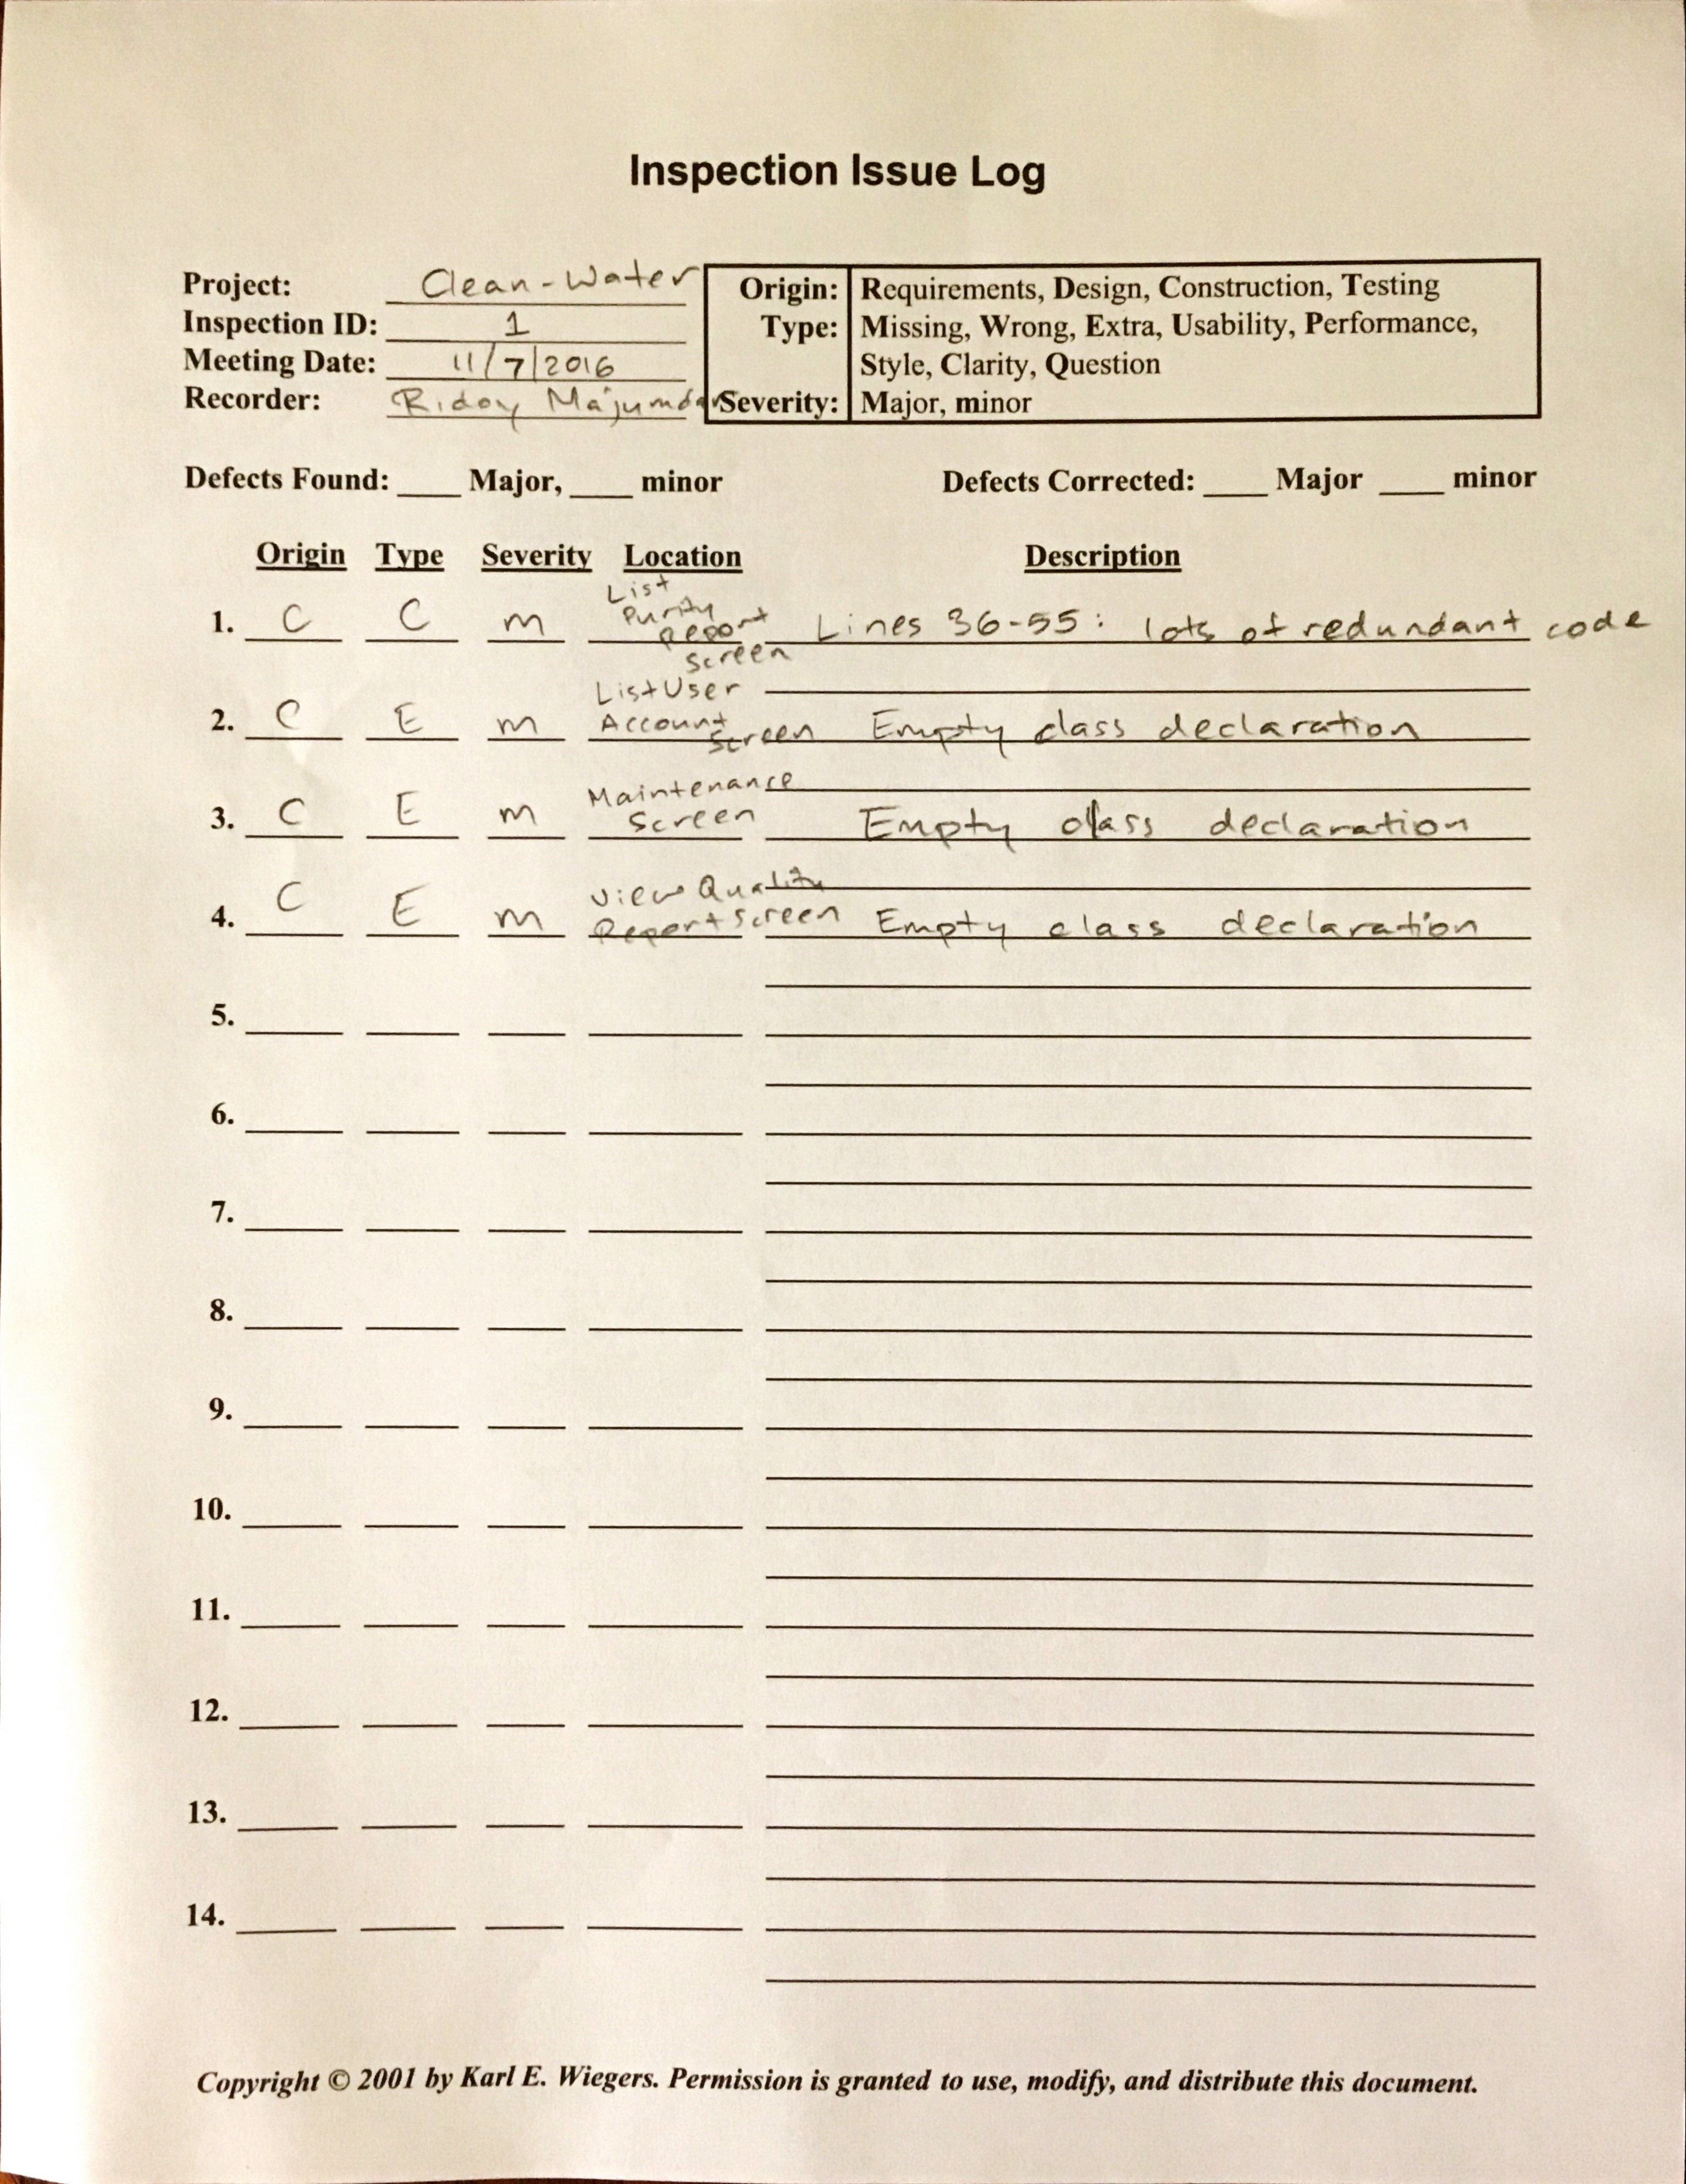 Inspection Issue Log
Project: Clean-Water
Inspection ID: 1
Meeting Date: 11/7/2016
Recorder: Ridoy Majumdar
Origin: Requirements, Design, Construction, Testing
Type: Missing, Wrong, Extra, Usability, Performance,
Style, Clarity, Question
Severity: Major, minor
Defects Found: ____ Major, ____ minor Defects Corrected: ____ Major ____ minor
Origin Type Severity Location Description
1. C C m List Purity Report Screen Lines 36-55: lots of redundant code
2. C E m ListUser Account Screen Empty class declaration
3. C E m Maintenance Screen Empty class declaration
4. C E m View Quality Report Screen Empty class declaration
5.
6.
7.
8.
9.
10.
11.
12.
13.
14.
Copyright © 2001 by Karl E. Wiegers. Permission is granted to use, modify, and distribute this document.